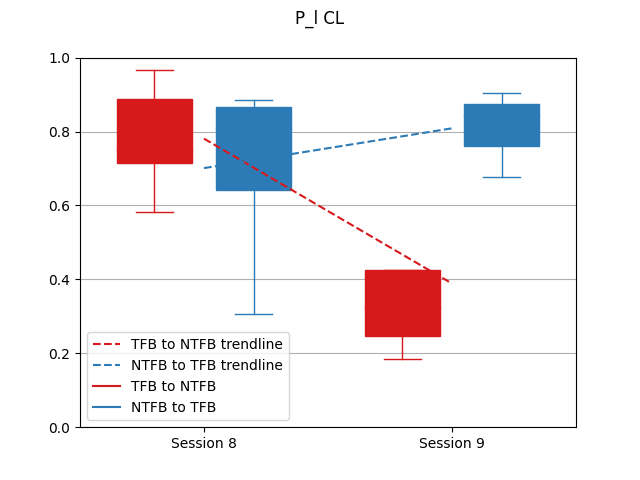 P_l CL
1.0
0.8
0.6
0.4
0.2
0.0
TFB to NTFB trendline
NTFB to TFB trendline
TFB to NTFB
NTFB to TFB
Session 8
Session 9